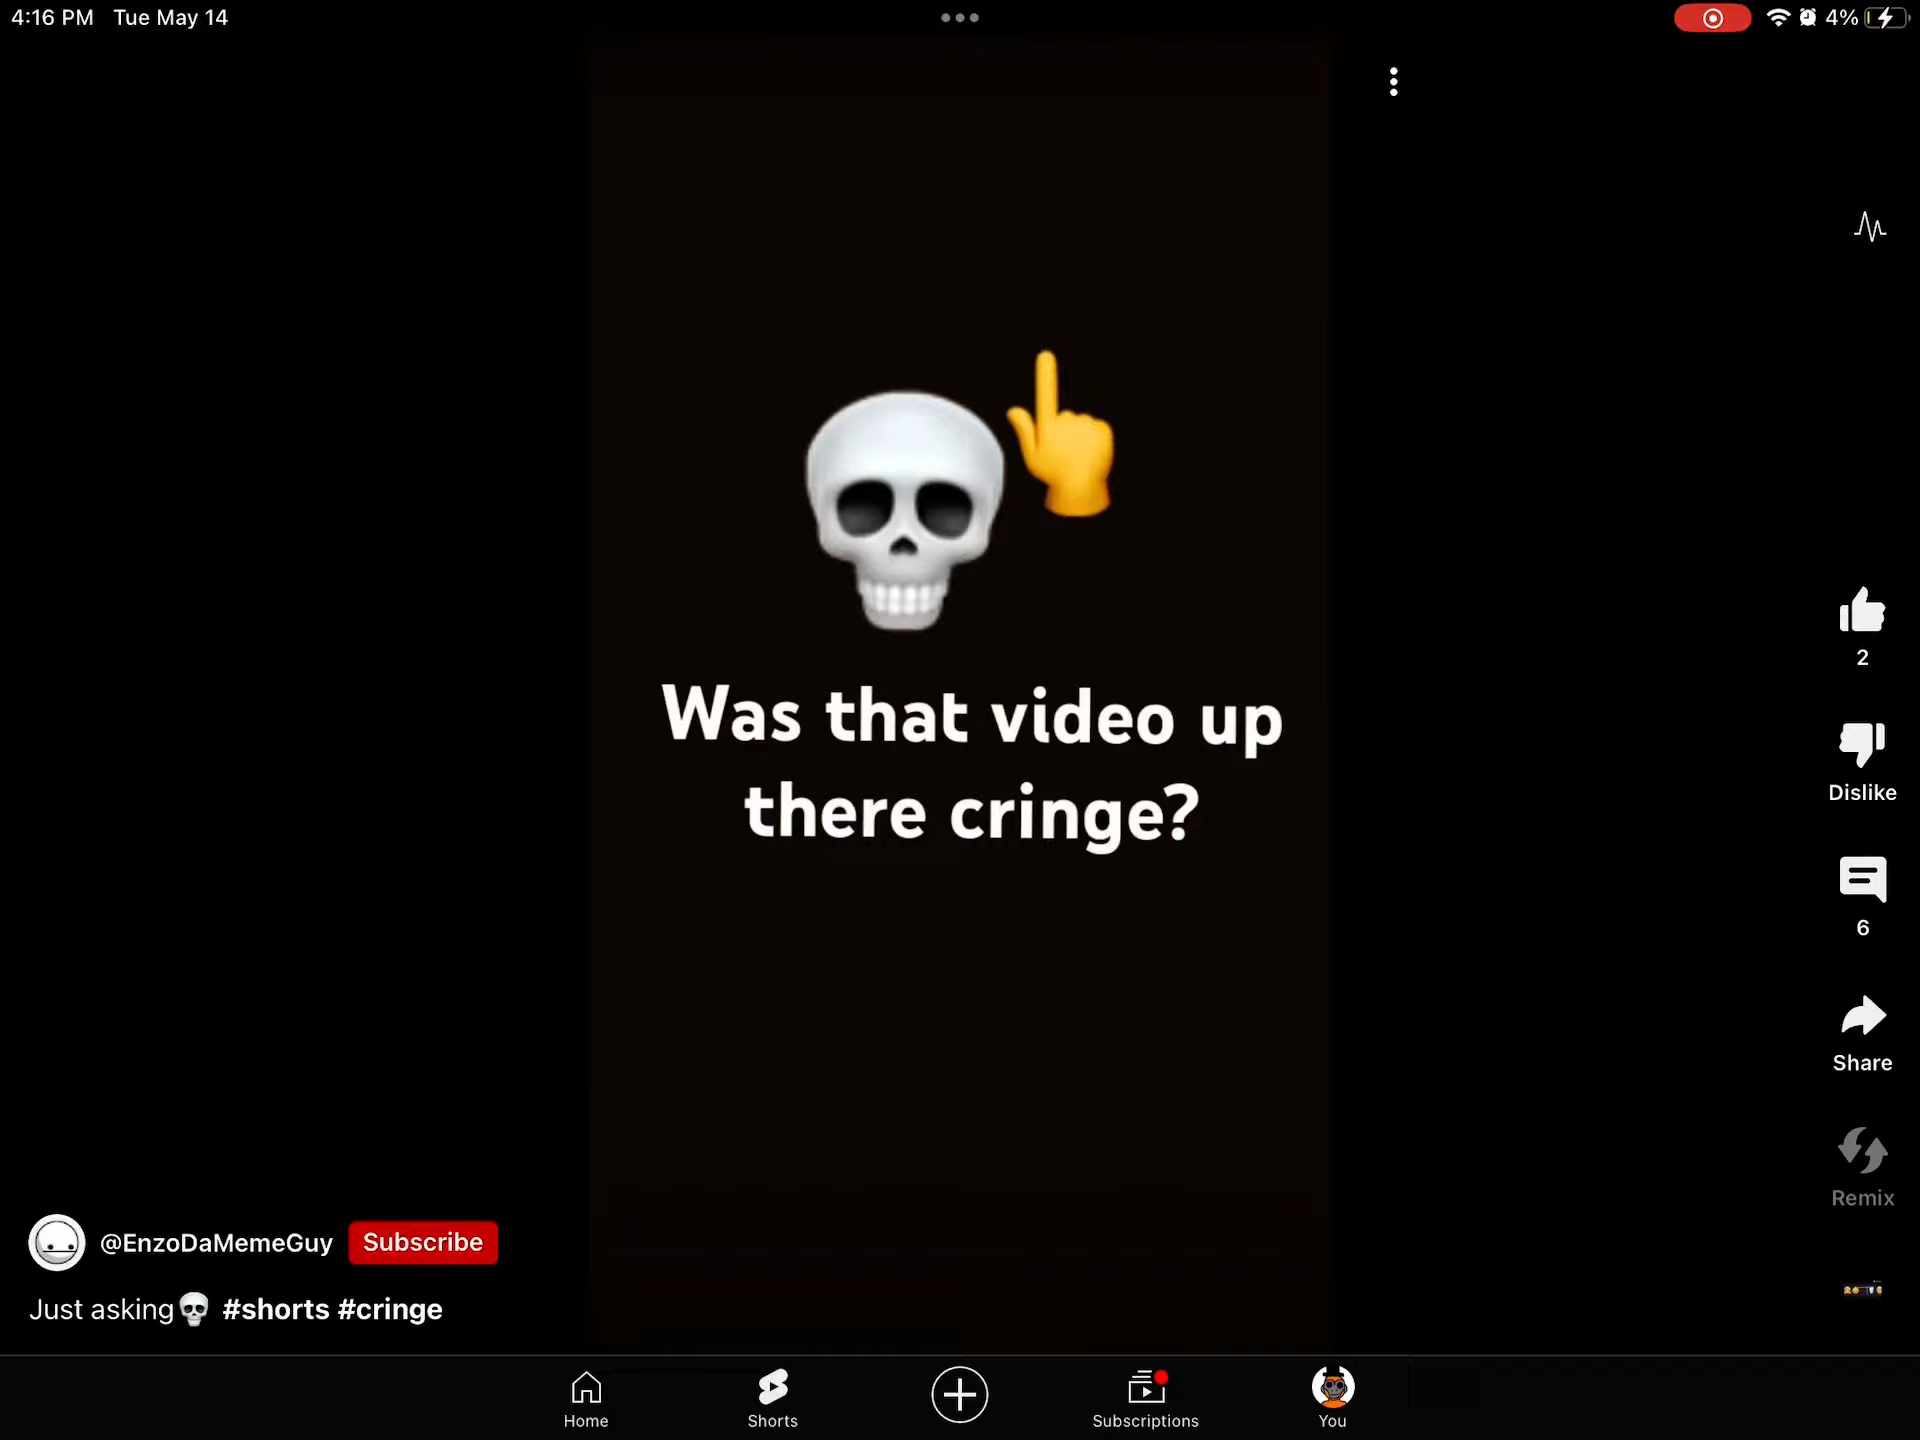 4:16 PM Tue May 14
4%
Was that video up
there cringe?
2
Dislike
6
Share
Remix
@EnzoDaMemeGuy Subscribe
Just asking💀 #shorts #cringe
Home Shorts Subscriptions You